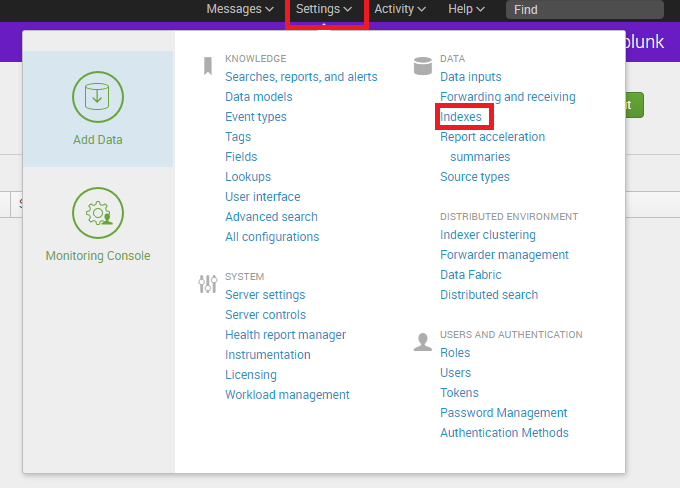 Messages Settings Activity Help Find
plunk
Add Data
Monitoring Console
KNOWLEDGE
Searches, reports, and alerts
Data models
Event types
Tags
Fields
Lookups
User interface
Advanced search
All configurations
SYSTEM
Server settings
Server controls
Health report manager
Instrumentation
Licensing
Workload management
DATA
Data inputs
Forwarding and receiving
Indexes
Report acceleration
summaries
Source types
DISTRIBUTED ENVIRONMENT
Indexer clustering
Forwarder management
Data Fabric
Distributed search
USERS AND AUTHENTICATION
Roles
Users
Tokens
Password Management
Authentication Methods